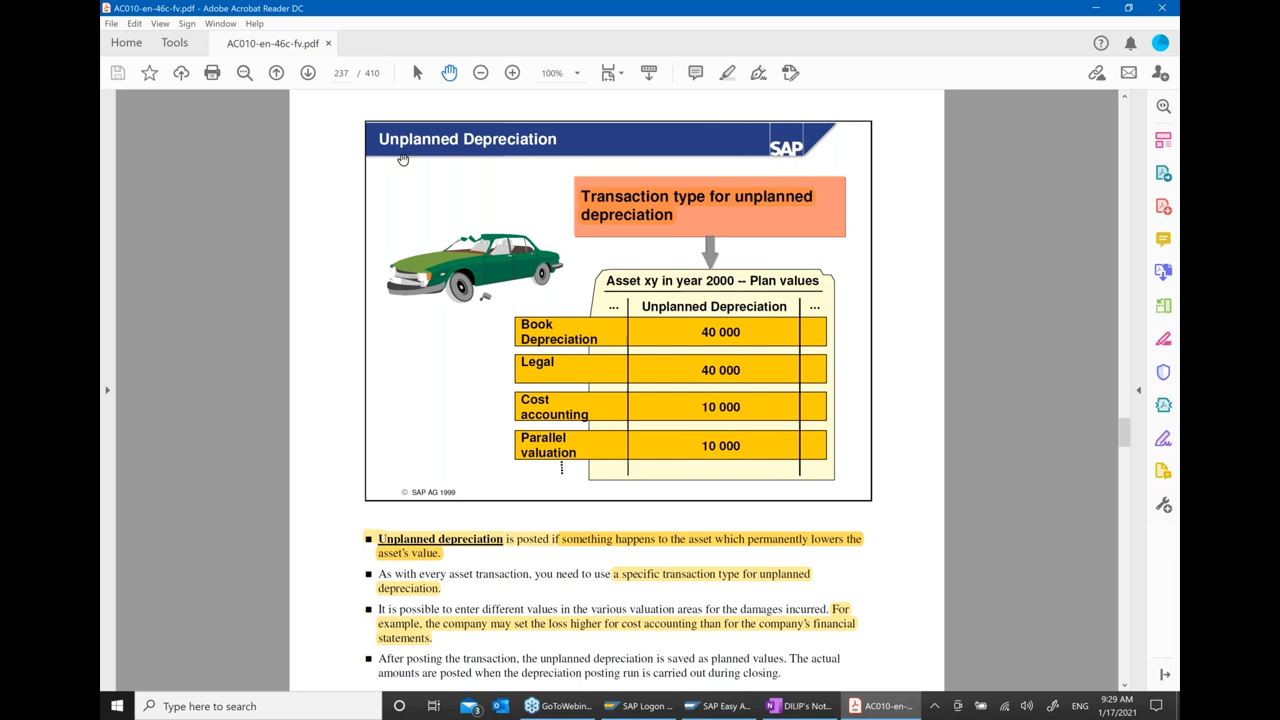 AC010-en-46c-fv.pdf - Adobe Acrobat Reader DC
File Edit View Sign Window Help
Home Tools AC010-en-46c-fv.pdf ×
237 / 410 100%
Unplanned Depreciation
SAP
Transaction type for unplanned
depreciation
Asset xy in year 2000 -- Plan values
... Unplanned Depreciation ...
Book
Depreciation 40 000
Legal 40 000
Cost
accounting 10 000
Parallel
valuation 10 000
© SAP AG 1999
■ Unplanned depreciation is posted if something happens to the asset which permanently lowers the
asset's value.
■ As with every asset transaction, you need to use a specific transaction type for unplanned
depreciation.
■ It is possible to enter different values in the various valuation areas for the damages incurred. For
example, the company may set the loss higher for cost accounting than for the company's financial
statements.
■ After posting the transaction, the unplanned depreciation is saved as planned values. The actual
amounts are posted when the depreciation posting run is carried out during closing.
Type here to search 3 GoToWebin... SAP Logon ... SAP Easy A... DILIP's Not... AC010-en-... ENG 9:29 AM
1/17/2021